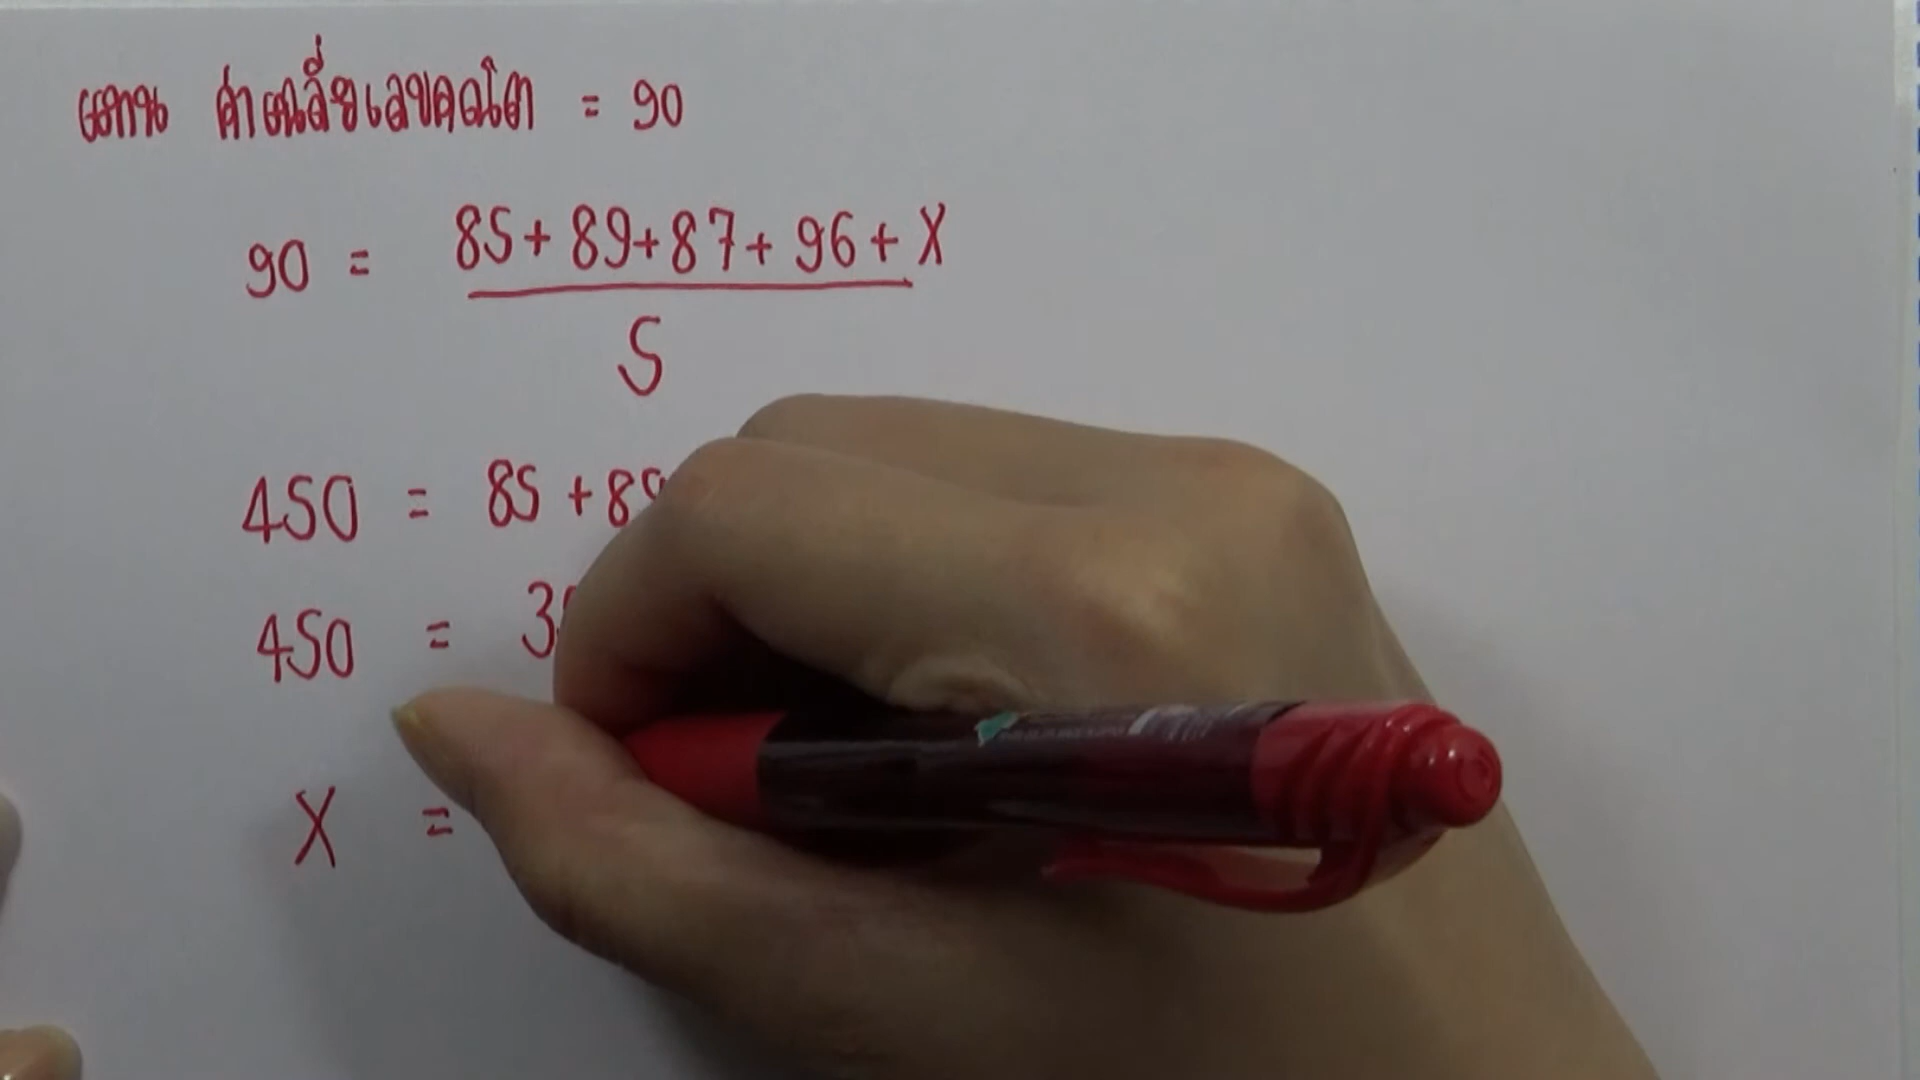 แทน ค่าเฉลี่ยเลขคณิต = 90
90 = 85 + 89 + 87 + 96 + X
5
450 = 85 + 89
450 = 3
X =